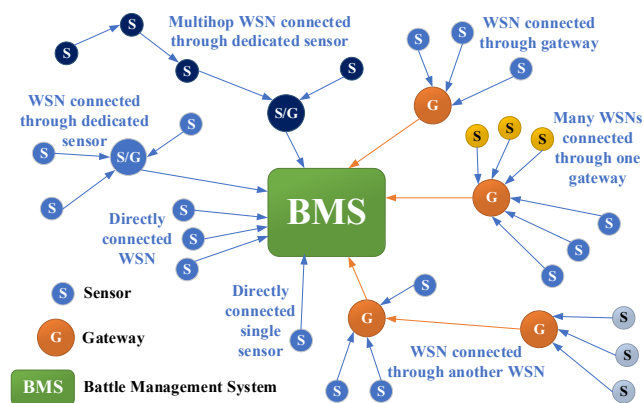 Multihop WSN connected
through dedicated sensor
S
S
S
S
S/G
WSN connected
through gateway
S
S
S
G
WSN connected
through dedicated
sensor
S
S
S
S/G
Many WSNs
connected
through one
gateway
S
S
S
G
S
S
S
BMS
Directly
connected
WSN
S
S
S
Directly
connected
single
sensor
S
G
S
S
S
G
S
S
S
WSN connected
through another WSN
S Sensor
G Gateway
BMS Battle Management System